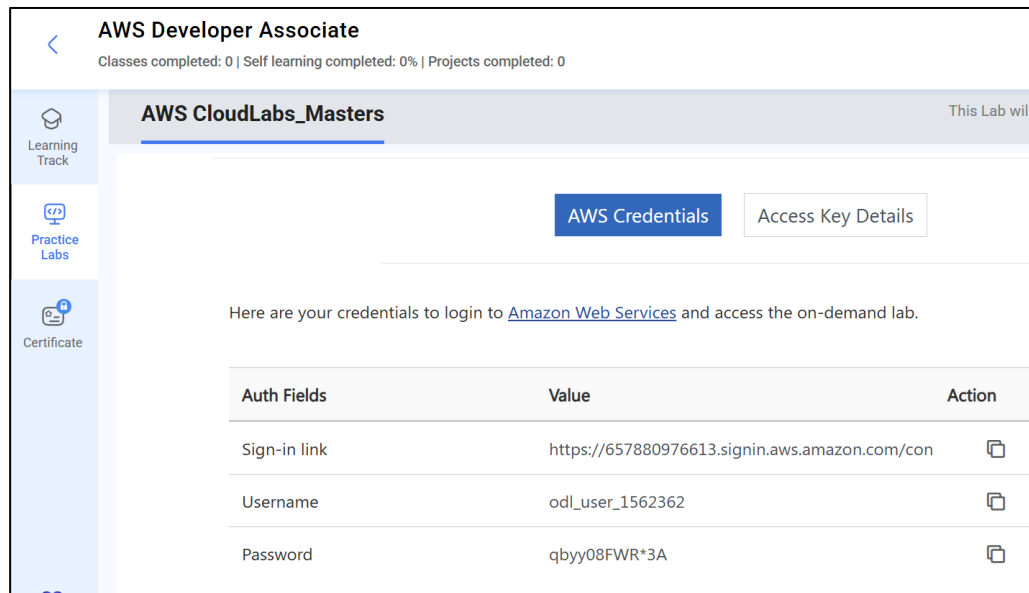 AWS Developer Associate
Classes completed: 0 | Self learning completed: 0% | Projects completed: 0
Learning
Track
Practice
Labs
Certificate
AWS CloudLabs_Masters
This Lab wil
AWS Credentials
Access Key Details
Here are your credentials to login to Amazon Web Services and access the on-demand lab.
Auth Fields Value Action
Sign-in link https://657880976613.signin.aws.amazon.com/con
Username odl_user_1562362
Password qbyy08FWR*3A